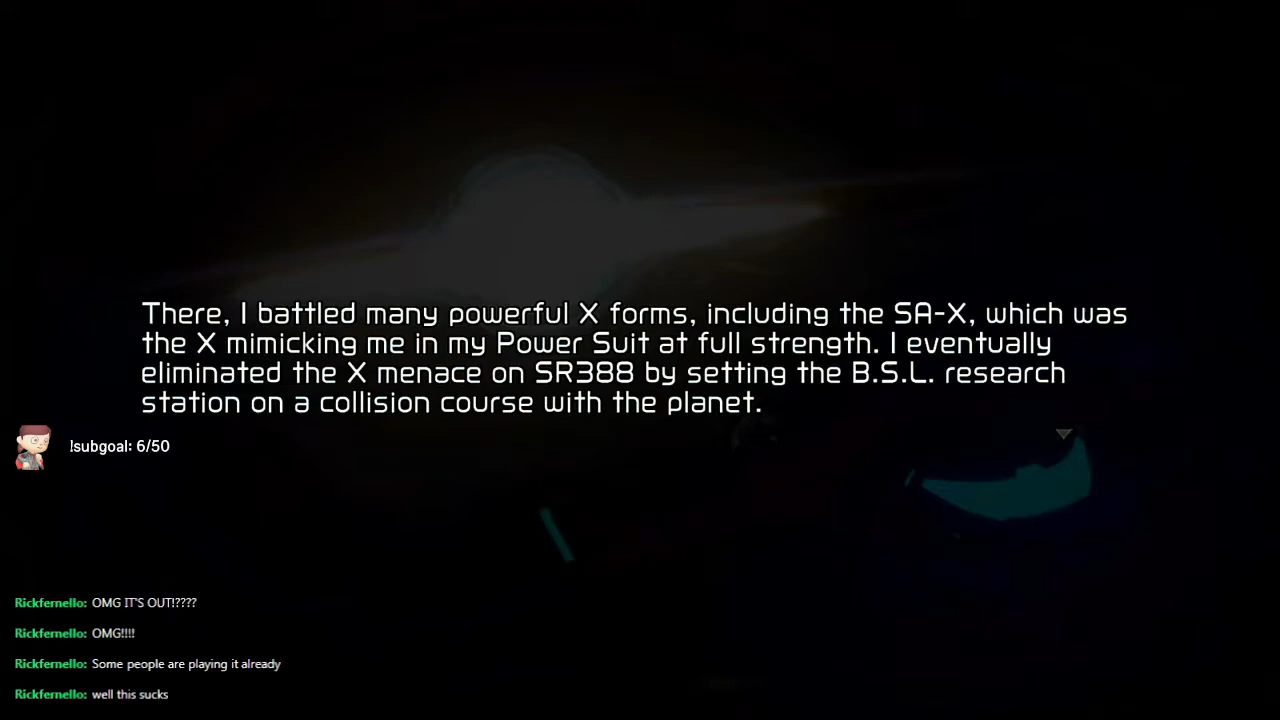 There, I battled many powerful X forms, including the SA-X, which was
the X mimicking me in my Power Suit at full strength. I eventually
eliminated the X menace on SR388 by setting the B.S.L. research
station on a collision course with the planet.
!subgoal: 6/50
Rickfernello: OMG IT'S OUT!????
Rickfernello: OMG!!!!
Rickfernello: Some people are playing it already
Rickfernello: well this sucks